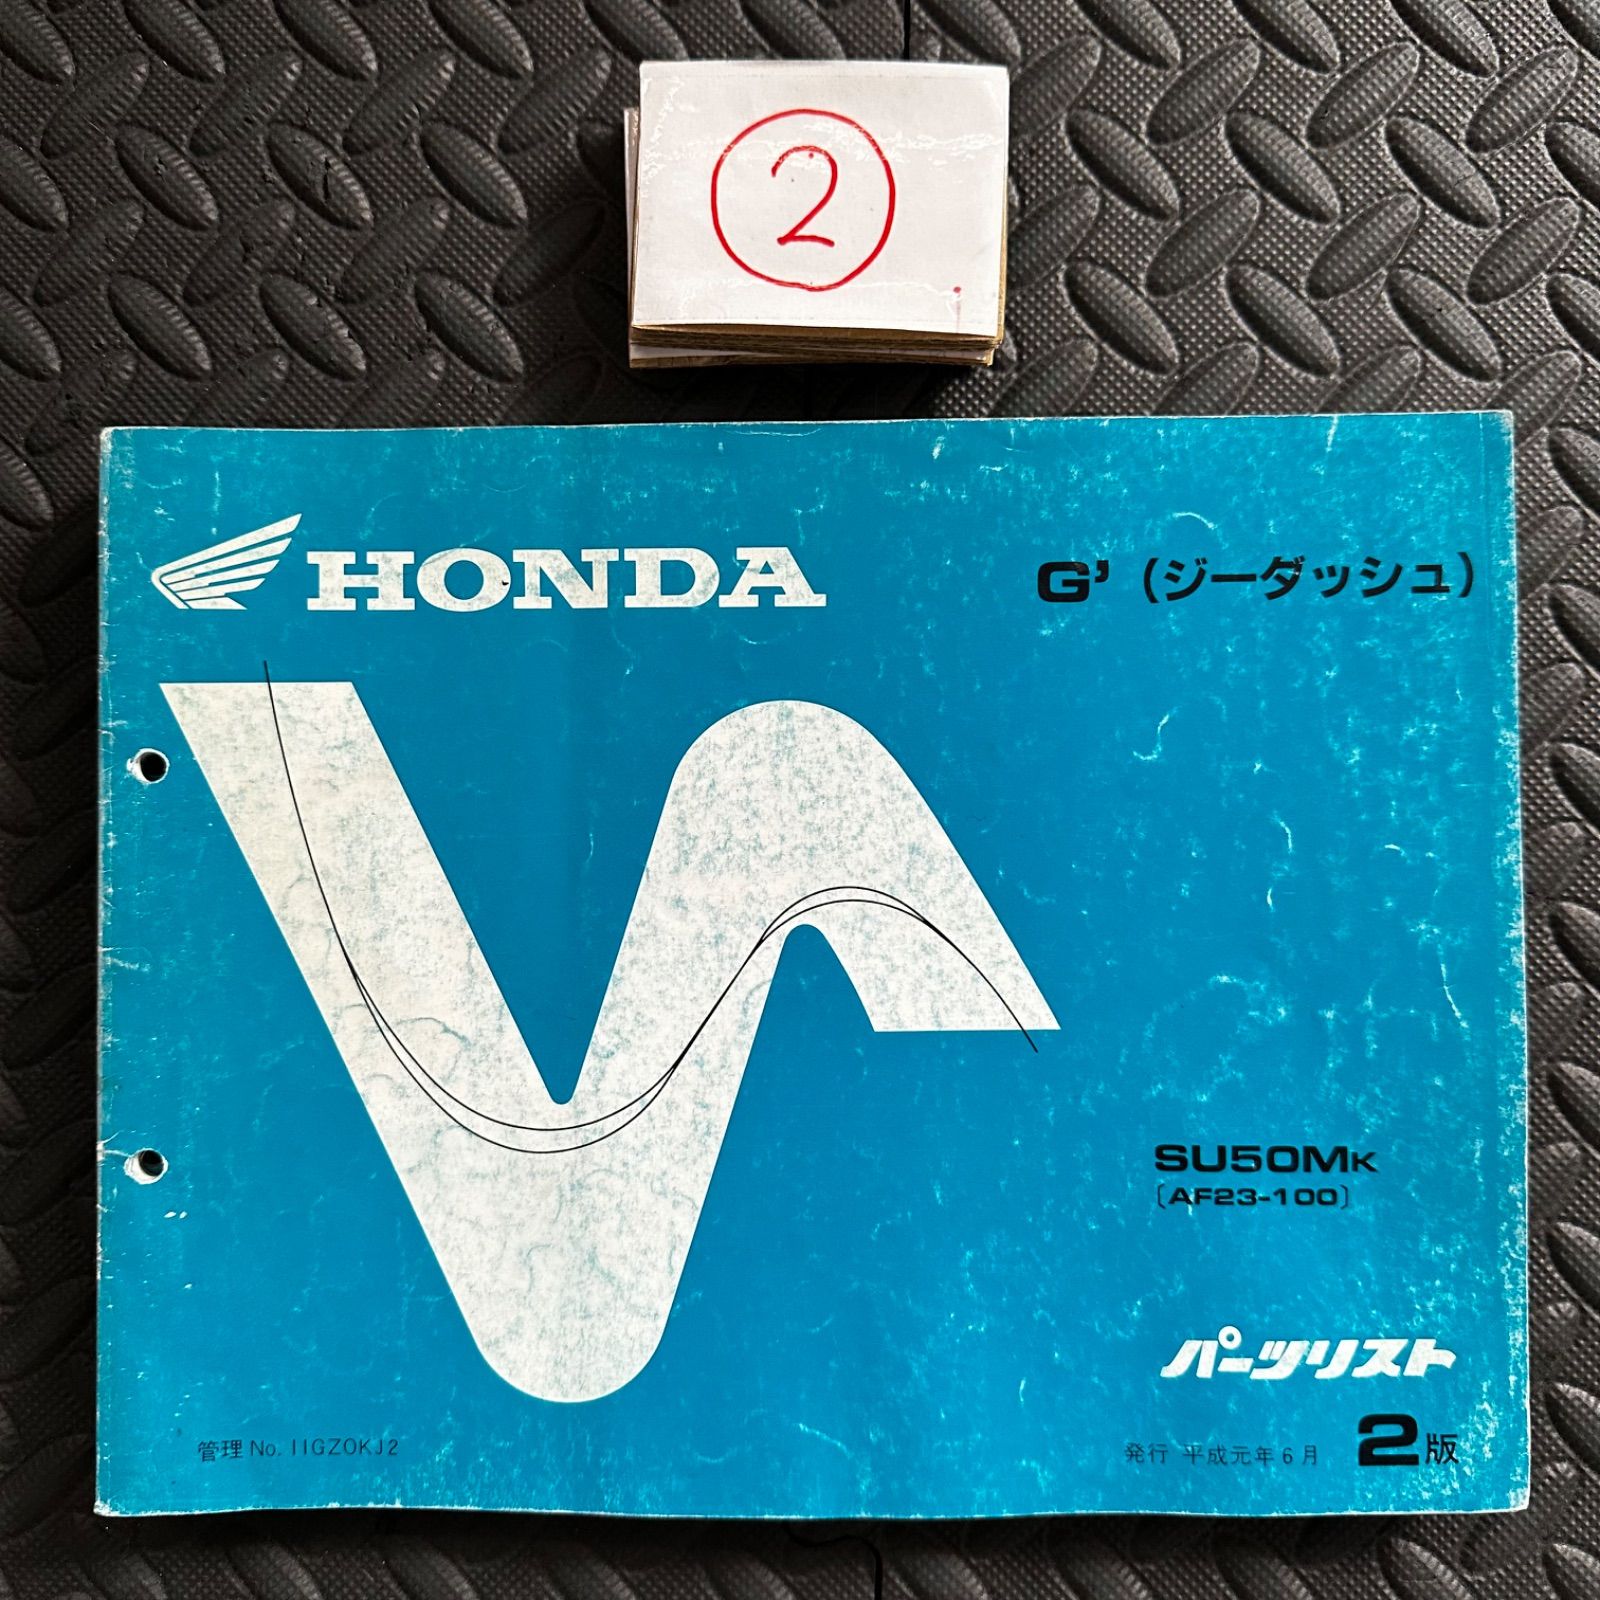 2
HONDA
G’ (ジーダッシュ)
SU50MK
〔AF23-100〕
パーツリスト
管理 No. 11GZOKJ2
発行 平成元年6月 2版